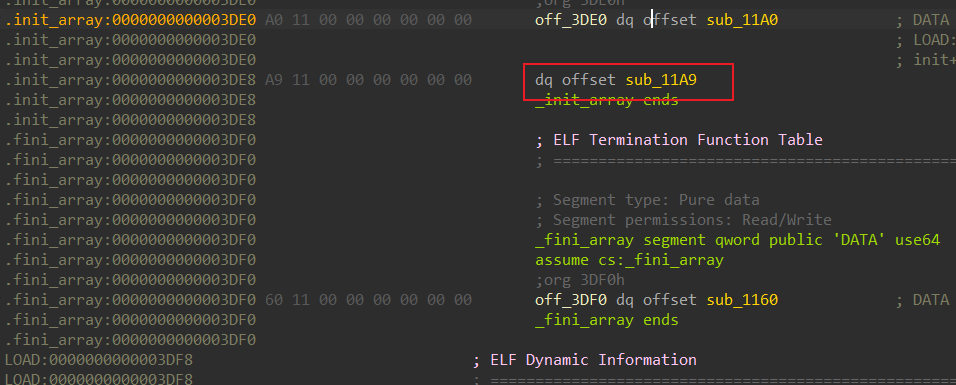 ;org 3DE0h
.init_array:0000000000003DE0 A0 11 00 00 00 00 00 00 off_3DE0 dq offset sub_11A0 ; DATA
.init_array:0000000000003DE0 ; LOAD:
.init_array:0000000000003DE0 ; init+
.init_array:0000000000003DE8 A9 11 00 00 00 00 00 00 dq offset sub_11A9
.init_array:0000000000003DE8 _init_array ends
.init_array:0000000000003DE8
.fini_array:0000000000003DF0 ; ELF Termination Function Table
.fini_array:0000000000003DF0 ; =============================================
.fini_array:0000000000003DF0
.fini_array:0000000000003DF0 ; Segment type: Pure data
.fini_array:0000000000003DF0 ; Segment permissions: Read/Write
.fini_array:0000000000003DF0 _fini_array segment qword public 'DATA' use64
.fini_array:0000000000003DF0 assume cs:_fini_array
.fini_array:0000000000003DF0 ;org 3DF0h
.fini_array:0000000000003DF0 60 11 00 00 00 00 00 00 off_3DF0 dq offset sub_1160 ; DATA
.fini_array:0000000000003DF0 _fini_array ends
.fini_array:0000000000003DF0
LOAD:0000000000003DF8 ; ELF Dynamic Information
LOAD:0000000000003DF8 ; ====================================================